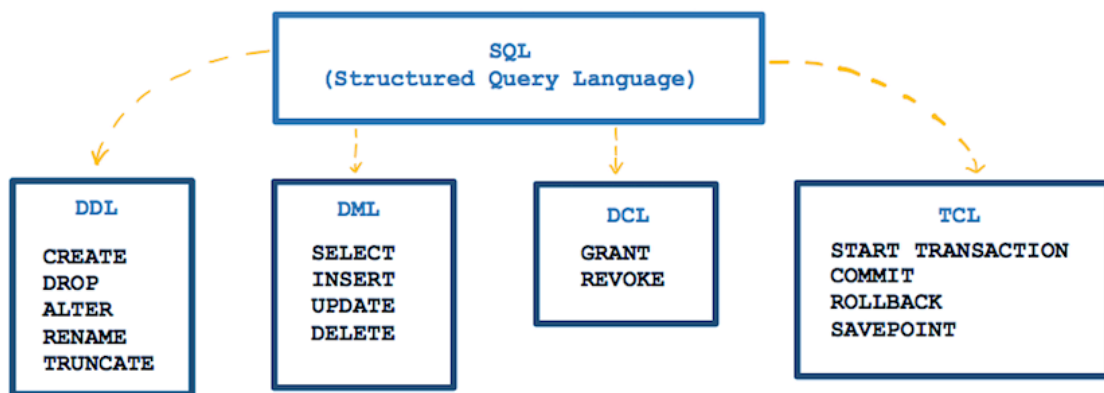 SQL
(Structured Query Language)
DDL
CREATE
DROP
ALTER
RENAME
TRUNCATE
DML
SELECT
INSERT
UPDATE
DELETE
DCL
GRANT
REVOKE
TCL
START TRANSACTION
COMMIT
ROLLBACK
SAVEPOINT